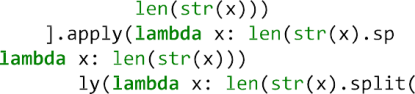 len(str(x)))
].apply(lambda x: len(str(x).sp
lambda x: len(str(x)))
ly(lambda x: len(str(x).split(